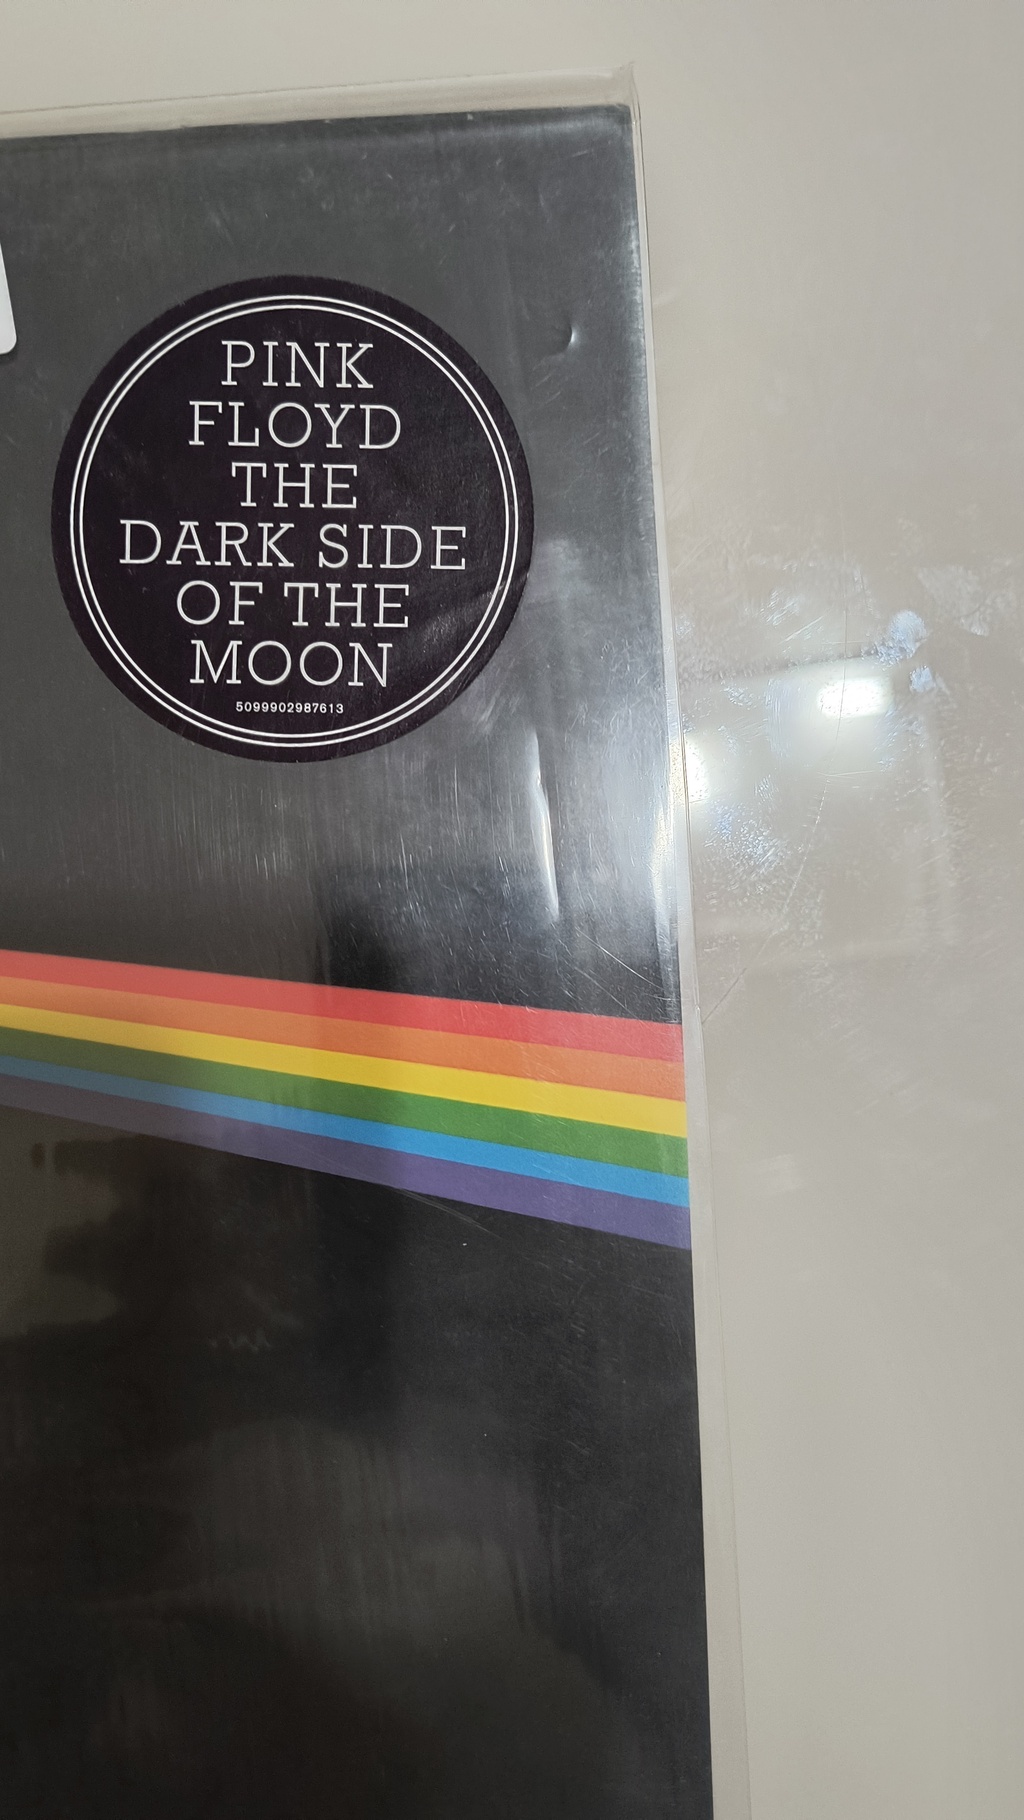 PINK
FLOYD
THE
DARK SIDE
OF THE
MOON
5099902987613